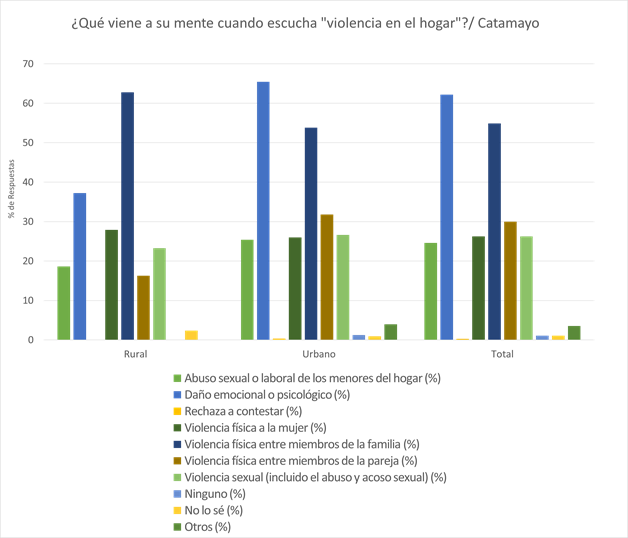 ¿Qué viene a su mente cuando escucha "violencia en el hogar"?/ Catamayo
70
60
50
40
30
20
10
0
% de Respuestas
Rural
Urbano
Total
Abuso sexual o laboral de los menores del hogar (%)
Daño emocional o psicológico (%)
Rechaza a contestar (%)
Violencia física a la mujer (%)
Violencia física entre miembros de la familia (%)
Violencia física entre miembros de la pareja (%)
Violencia sexual (incluido el abuso y acoso sexual) (%)
Ninguno (%)
No lo sé (%)
Otros (%)